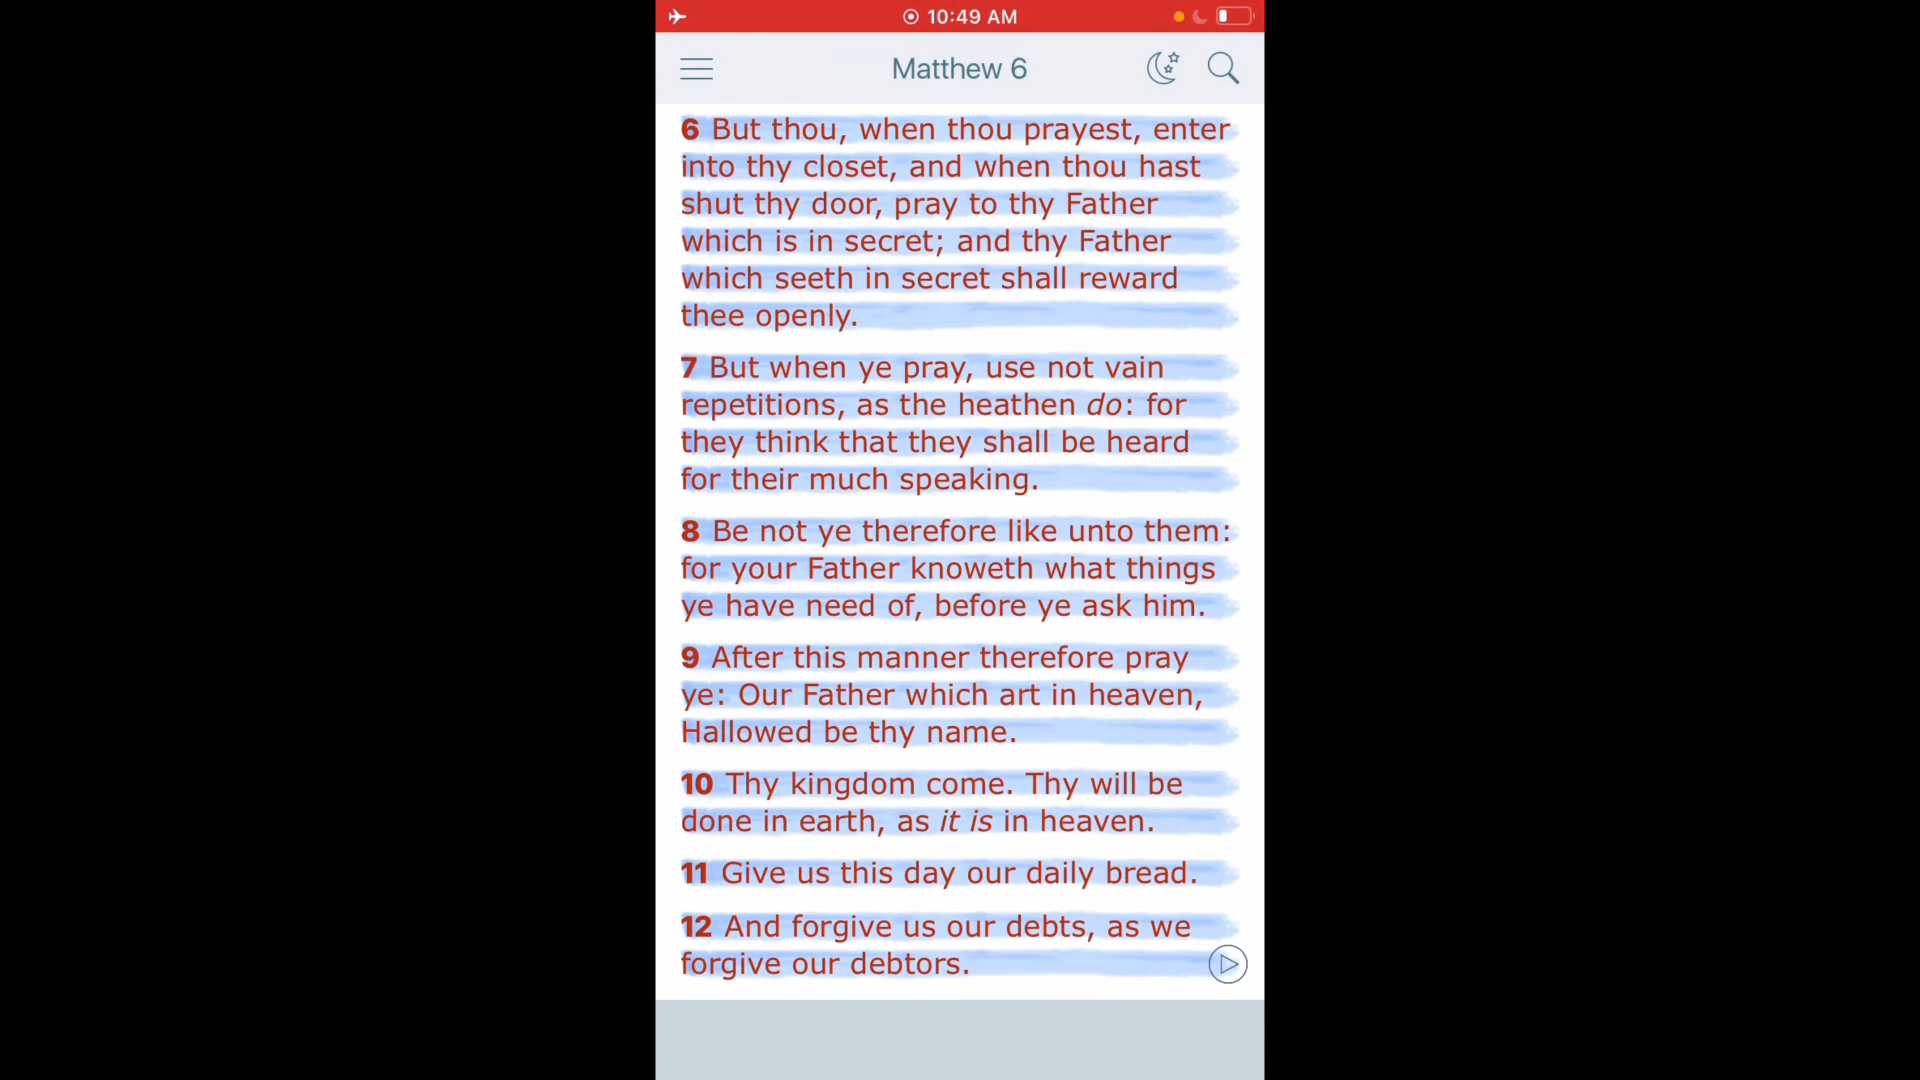 10:49 AM
Matthew 6
6 But thou, when thou prayest, enter
into thy closet, and when thou hast
shut thy door, pray to thy Father
which is in secret; and thy Father
which seeth in secret shall reward
thee openly.
7 But when ye pray, use not vain
repetitions, as the heathen do: for
they think that they shall be heard
for their much speaking.
8 Be not ye therefore like unto them:
for your Father knoweth what things
ye have need of, before ye ask him.
9 After this manner therefore pray
ye: Our Father which art in heaven,
Hallowed be thy name.
10 Thy kingdom come. Thy will be
done in earth, as it is in heaven.
11 Give us this day our daily bread.
12 And forgive us our debts, as we
forgive our debtors.